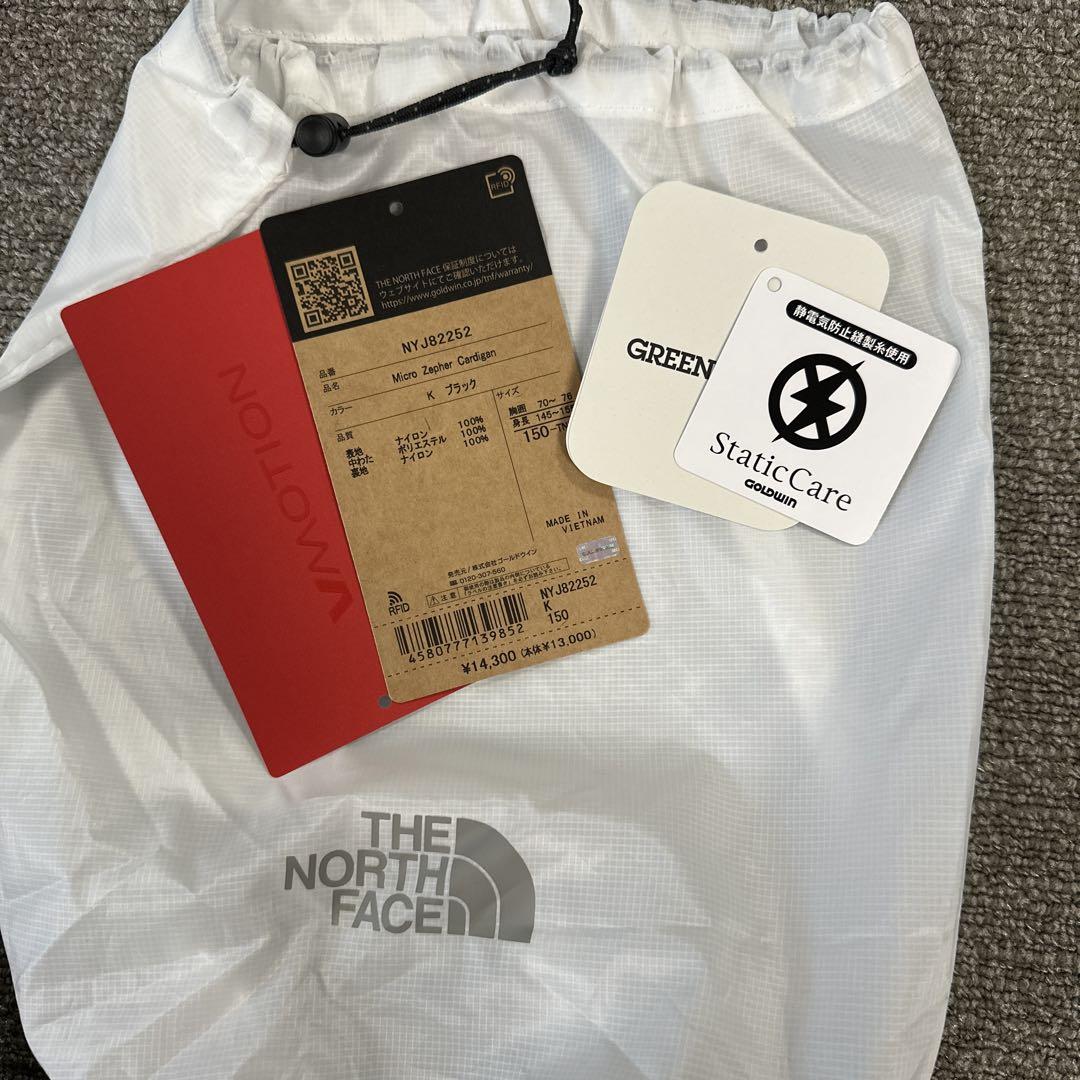 RFID
THE NORTH FACE 保証制度については
ウェブサイトにてご確認いただけます。
https://www.goldwin.co.jp/tnf/warranty/
品番 NYJ82252
品名 Micro Zepher Cardigan
カラー K ブラック
品質
表地 ナイロン 100%
中わた ポリエステル 100%
裏地 ナイロン 100%
サイズ
胸囲 70～ 76
身長 145～
150-
MADE IN
VIETNAM
発売元/株式会社ゴールドウイン
0120-307-560
注意
RFID
NYJ82252
K
150
4580777139852
¥14,300 (本体¥13,000)
MOTION
GREEN
静電気防止縫製糸使用
StaticCare
GOLDWIN
THE
NORTH
FACE